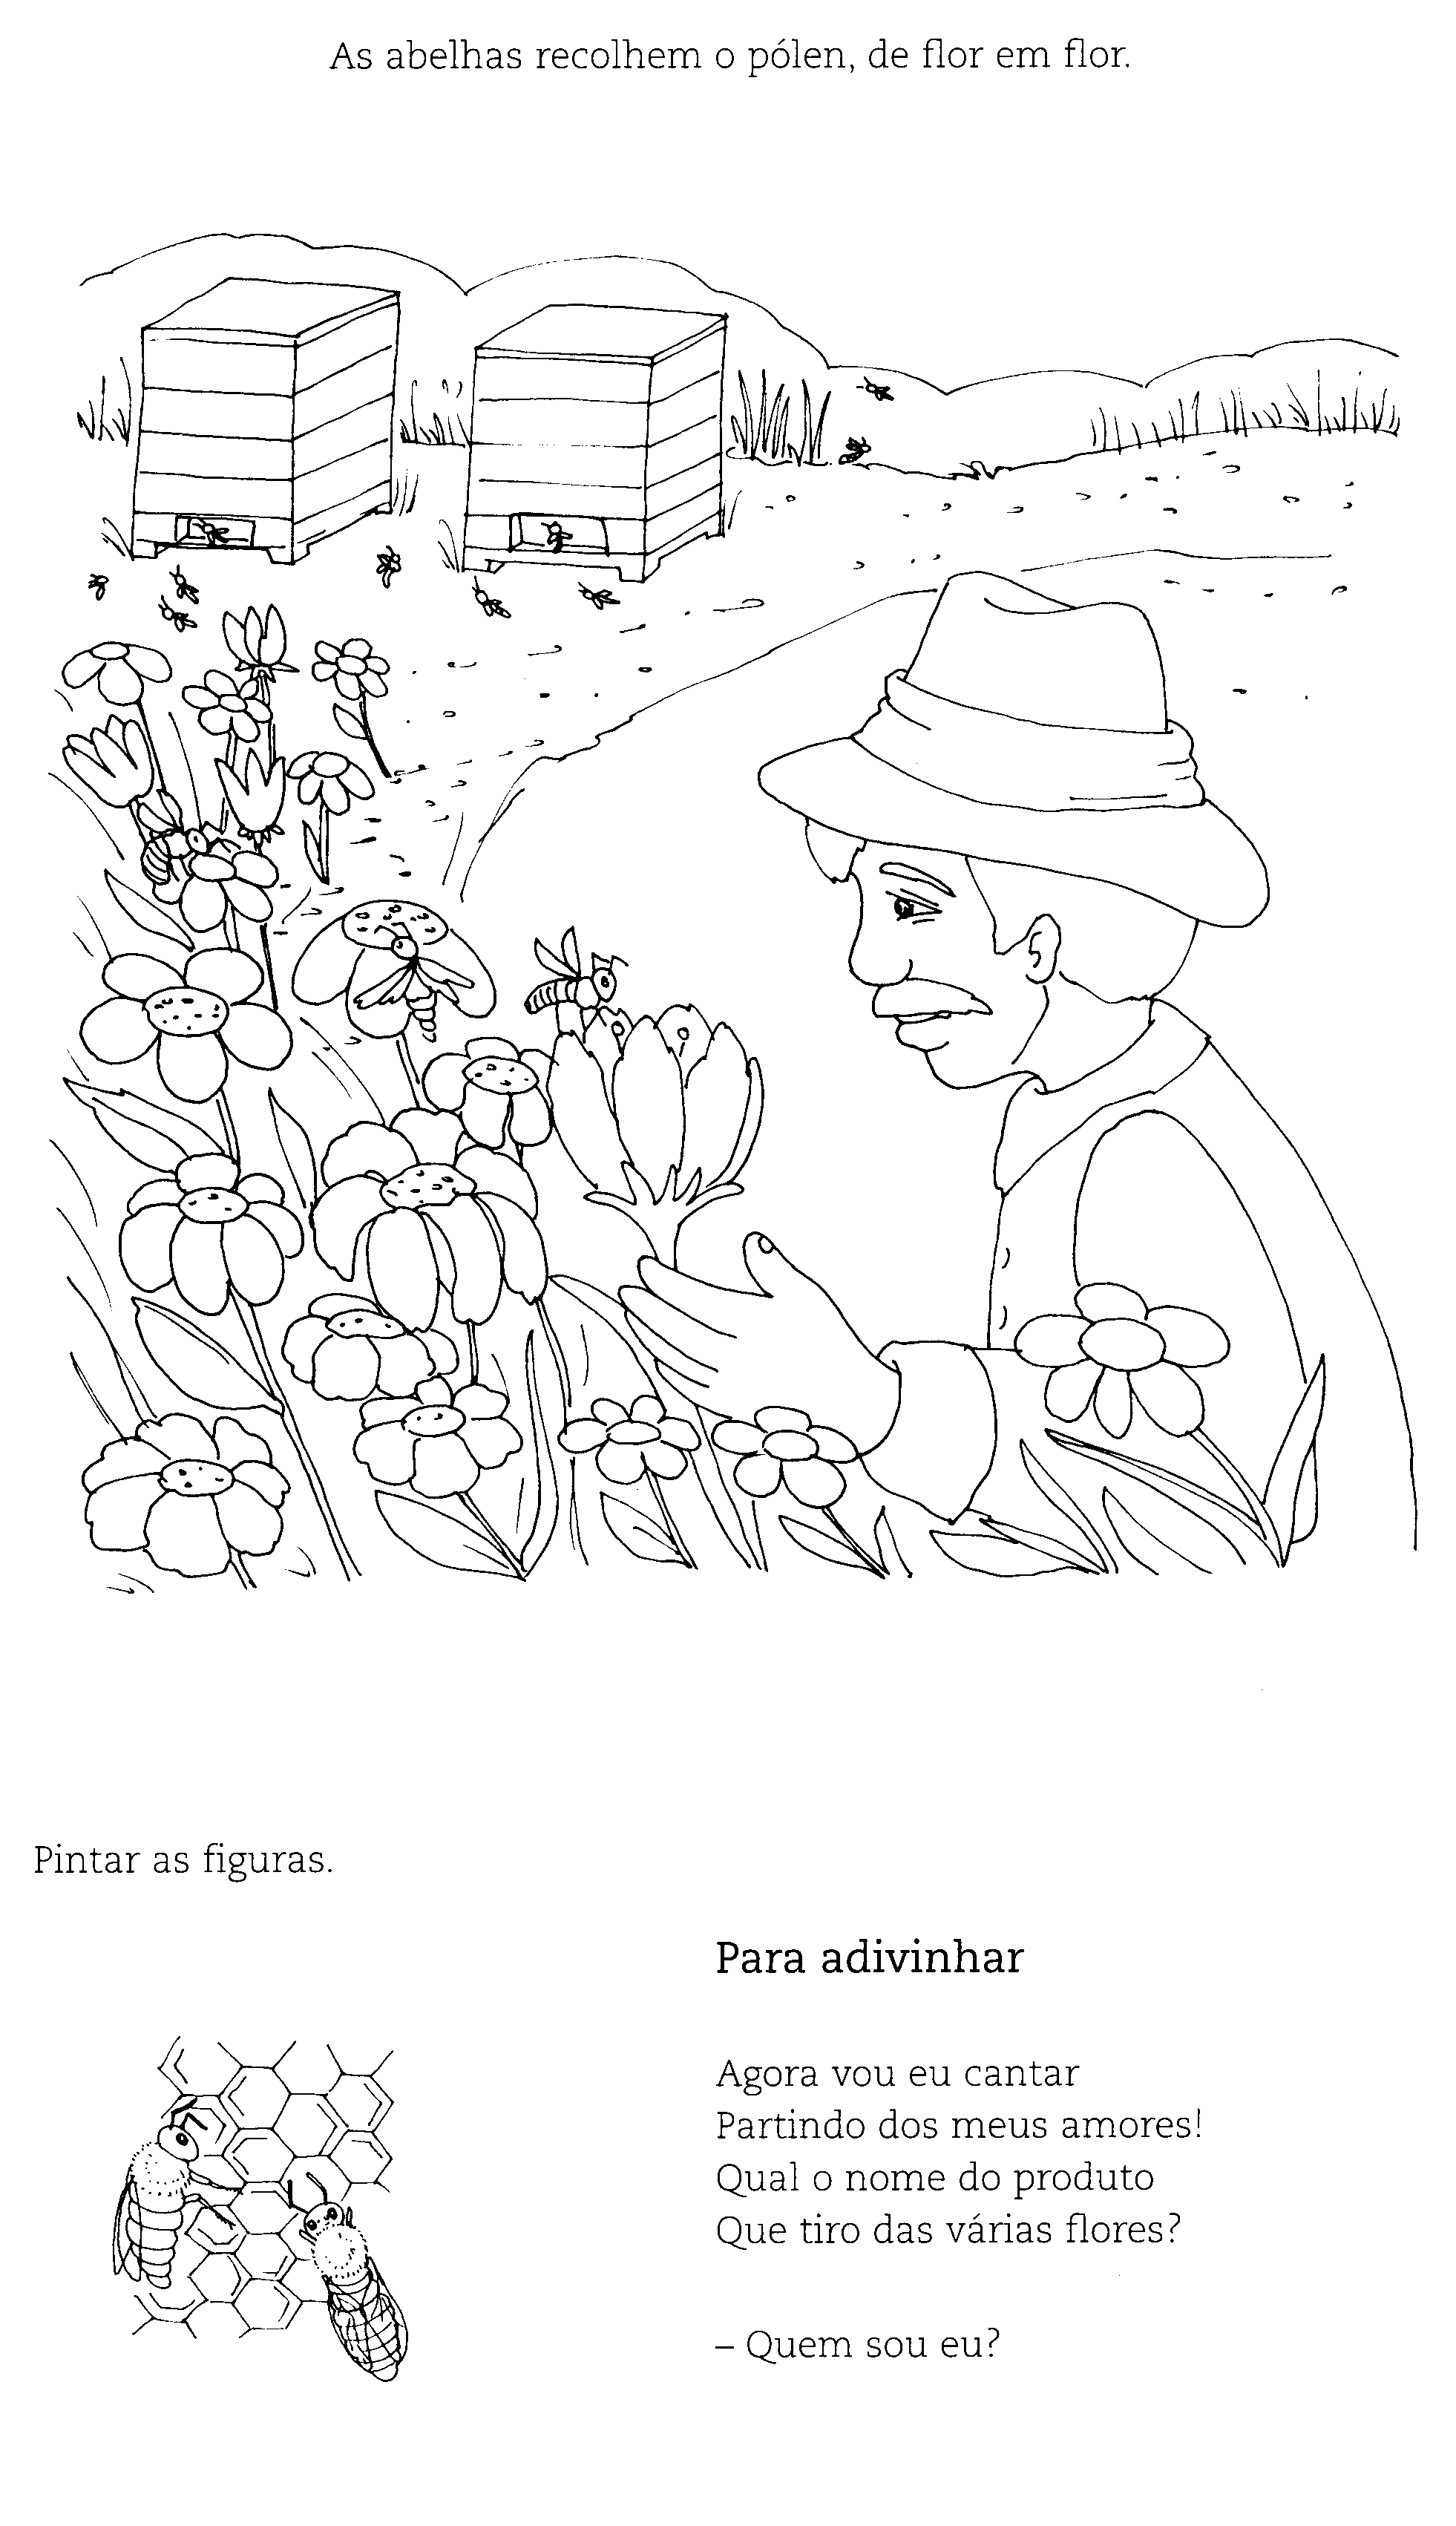 As abelhas recolhem o pólen, de flor em flor.
Pintar as figuras.
Para adivinhar
Agora vou eu cantar
Partindo dos meus amores!
Qual o nome do produto
Que tiro das várias flores?
– Quem sou eu?